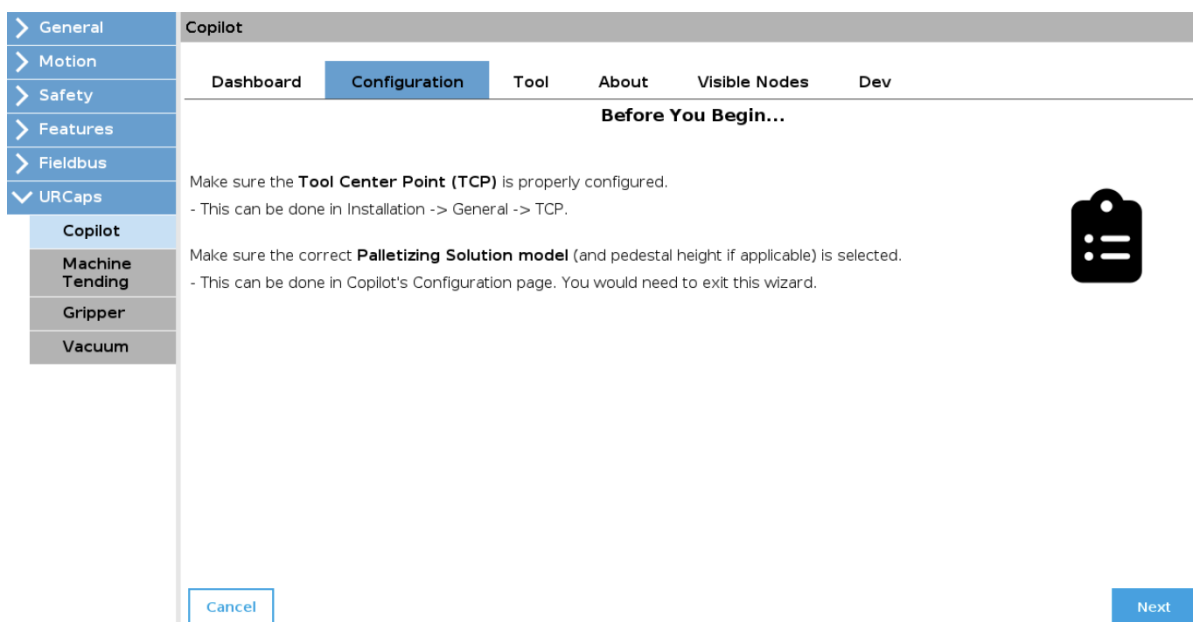 General
Motion
Safety
Features
Fieldbus
URCaps
Copilot
Machine
Tending
Gripper
Vacuum
Copilot
Dashboard Configuration Tool About Visible Nodes Dev
Before You Begin...
Make sure the Tool Center Point (TCP) is properly configured.
- This can be done in Installation -> General -> TCP.
Make sure the correct Palletizing Solution model (and pedestal height if applicable) is selected.
- This can be done in Copilot's Configuration page. You would need to exit this wizard.
Cancel
Next